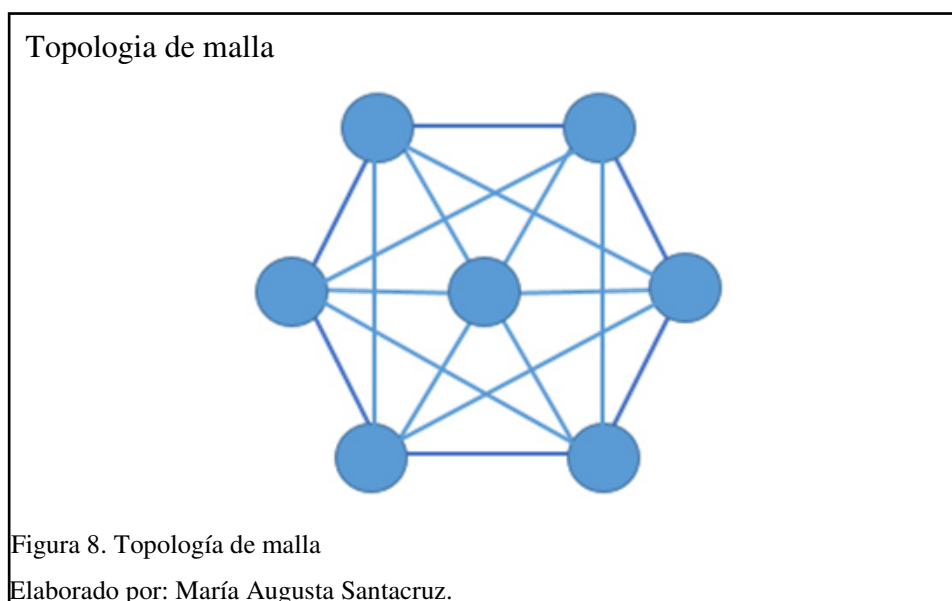 Topologia de malla
Figura 8. Topología de malla
Elaborado por: María Augusta Santacruz.